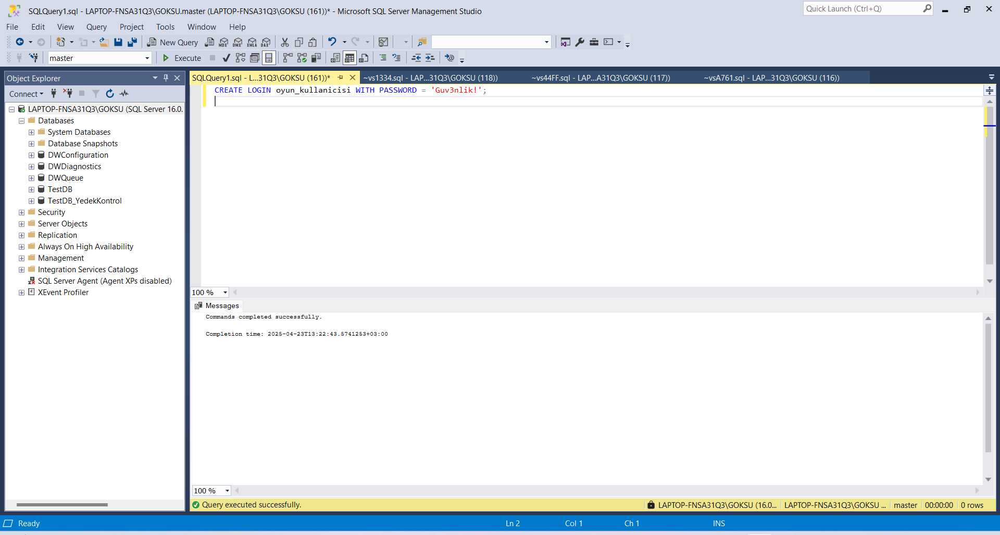 SQLQuery1.sql - LAPTOP-FNSA31Q3\GOKSU.master (LAPTOP-FNSA31Q3\GOKSU (161))* - Microsoft SQL Server Management Studio
Quick Launch (Ctrl+Q)
File Edit View Query Project Tools Window Help
New Query MDX DMX XMLA DAX
master Execute
Object Explorer
SQLQuery1.sql - L...31Q3\GOKSU (161))* ~vs1334.sql - LAP...31Q3\GOKSU (118)) ~vs44FF.sql - LAP...A31Q3\GOKSU (117)) ~vsA761.sql - LAP...31Q3\GOKSU (116))
Connect
CREATE LOGIN oyun_kullanicisi WITH PASSWORD = 'Guv3nlik!';
LAPTOP-FNSA31Q3\GOKSU (SQL Server 16.0.
Databases
System Databases
Database Snapshots
DWConfiguration
DWDiagnostics
DWQueue
TestDB
TestDB_YedekKontrol
Security
Server Objects
Replication
Always On High Availability
Management
Integration Services Catalogs
SQL Server Agent (Agent XPs disabled)
XEvent Profiler
100 %
Messages
Commands completed successfully.
Completion time: 2025-04-23T13:22:43.5741253+03:00
100 %
Query executed successfully. LAPTOP-FNSA31Q3\GOKSU (16.0... LAPTOP-FNSA31Q3\GOKSU ... master 00:00:00 0 rows
Ready Ln 2 Col 1 Ch 1 INS